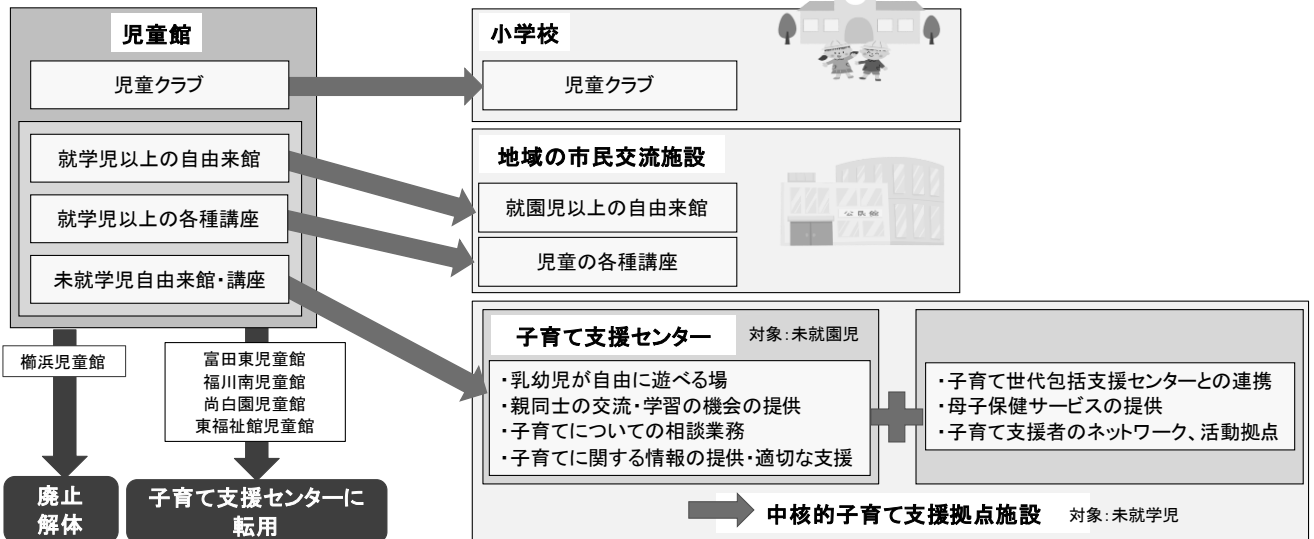 児童館
児童クラブ
就学児以上の自由来館
就学児以上の各種講座
未就学児自由来館・講座
櫛浜児童館
富田東児童館
福川南児童館
尚白園児童館
東福祉館児童館
廃止
解体
子育て支援センターに
転用
小学校
児童クラブ
地域の市民交流施設
就園児以上の自由来館
児童の各種講座
公民館
子育て支援センター 対象：未就園児
・乳幼児が自由に遊べる場
・親同士の交流・学習の機会の提供
・子育てについての相談業務
・子育てに関する情報の提供・適切な支援
・子育て世代包括支援センターとの連携
・母子保健サービスの提供
・子育て支援者のネットワーク、活動拠点
中核的子育て支援拠点施設 対象：未就学児